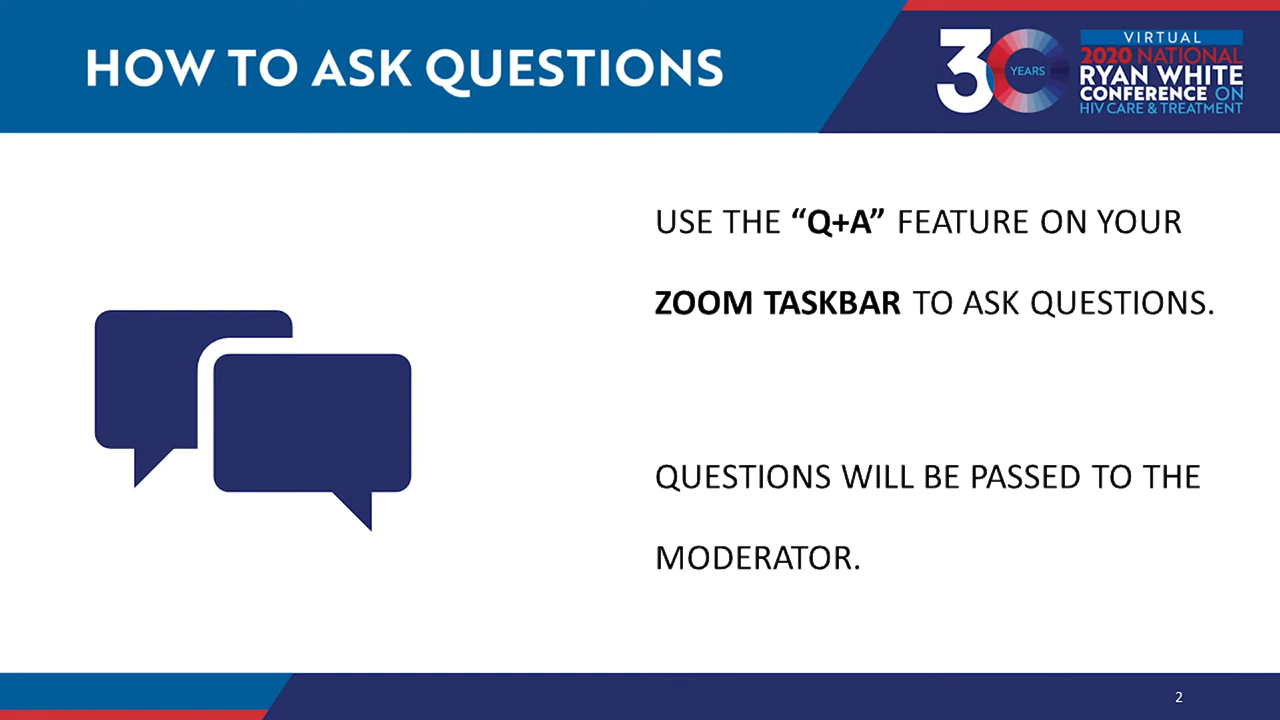 HOW TO ASK QUESTIONS
30
YEARS
VIRTUAL
2020 NATIONAL
RYAN WHITE
CONFERENCE ON
HIV CARE & TREATMENT
USE THE “Q+A” FEATURE ON YOUR
ZOOM TASKBAR TO ASK QUESTIONS.
QUESTIONS WILL BE PASSED TO THE
MODERATOR.
2